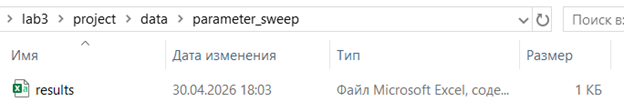 lab3 > project > data > parameter_sweep
Поиск в:
Имя Дата изменения Тип Размер
results 30.04.2026 18:03 Файл Microsoft Excel, соде... 1 КБ